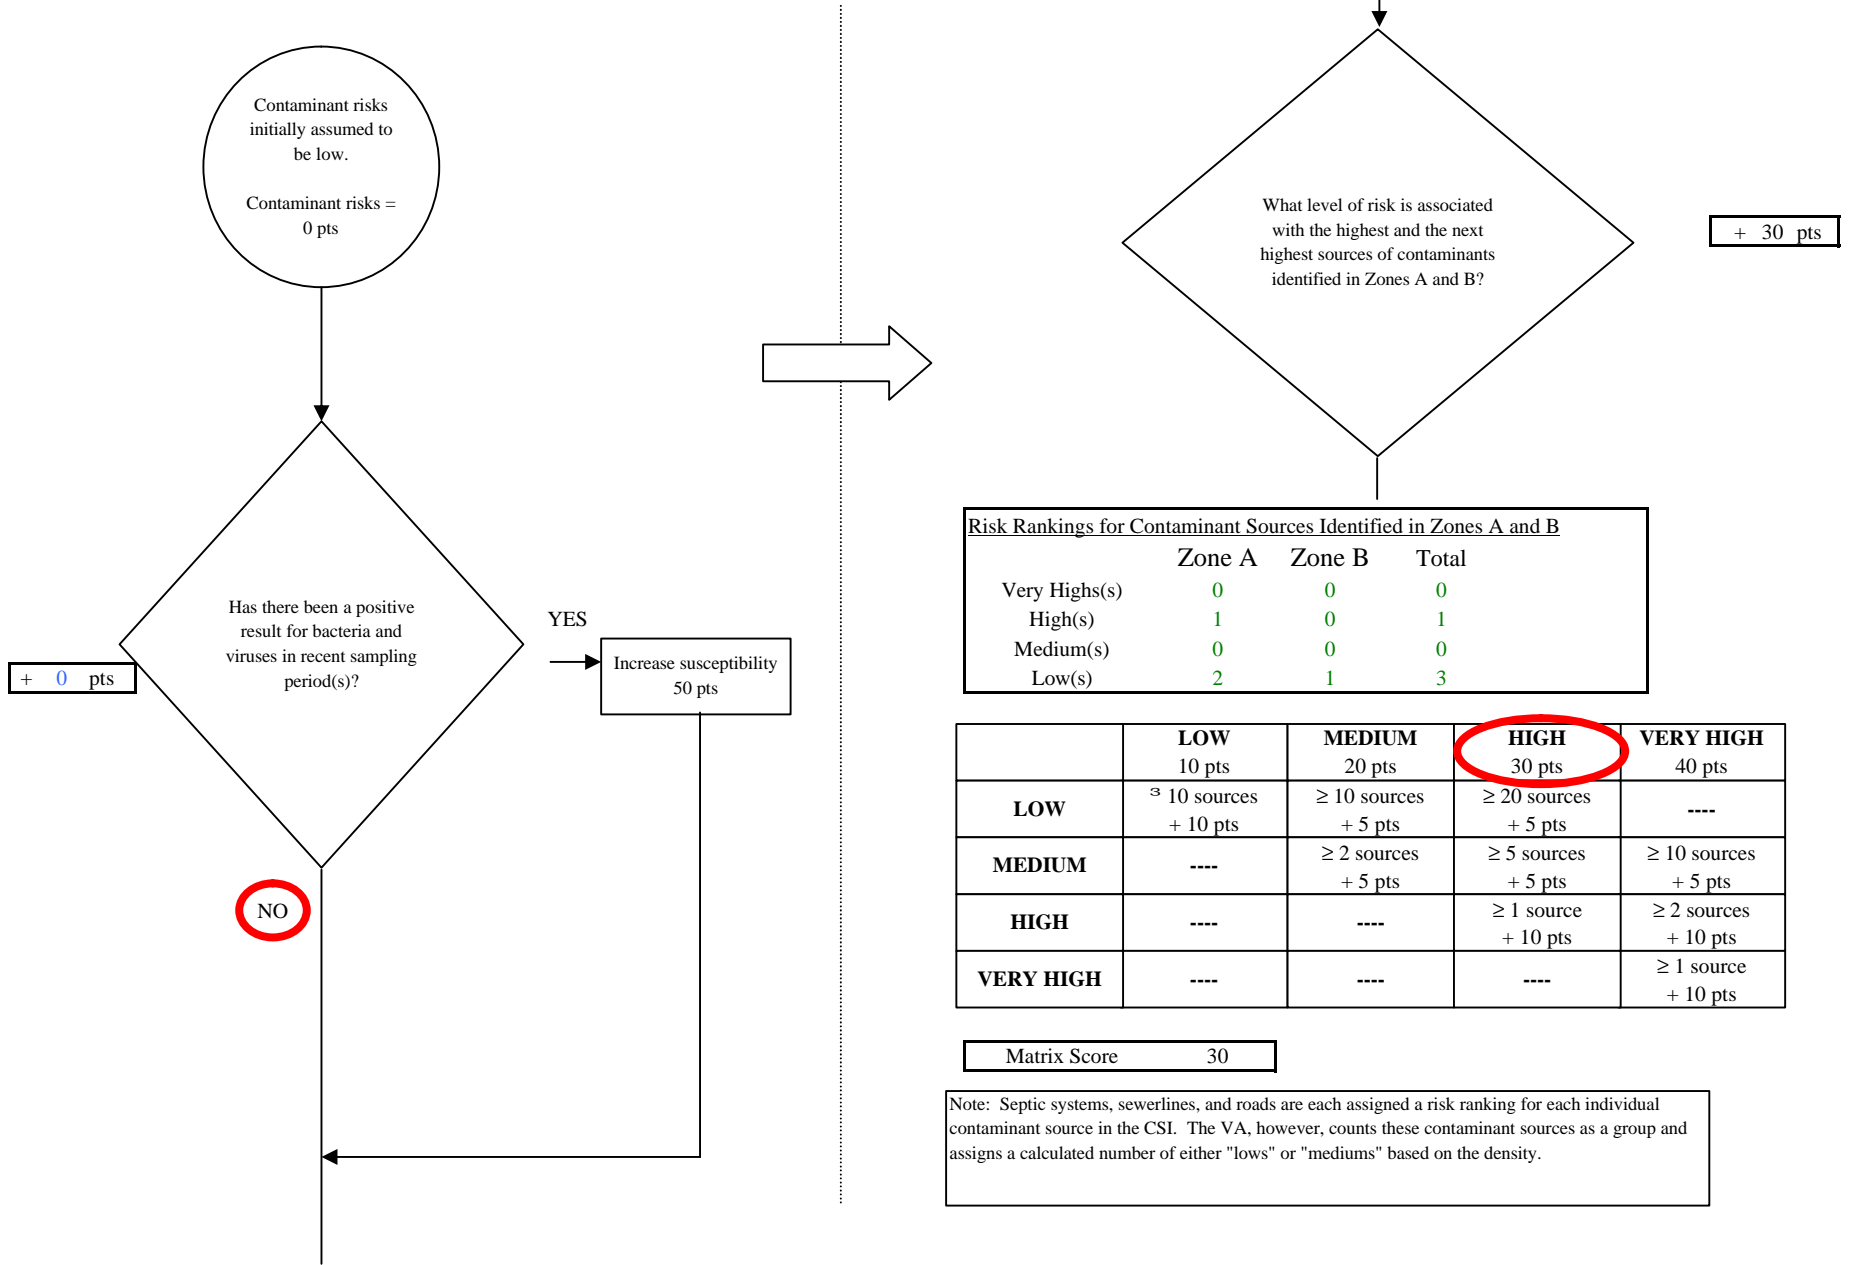 Contaminant risks
initially assumed to
be low.
Contaminant risks =
0 pts
Has there been a positive
result for bacteria and
viruses in recent sampling
period(s)?
+ 0 pts
YES
Increase susceptibility
50 pts
NO
What level of risk is associated
with the highest and the next
highest sources of contaminants
identified in Zones A and B?
+ 30 pts
Risk Rankings for Contaminant Sources Identified in Zones A and B
Zone A Zone B Total
Very Highs(s) 0 0 0
High(s) 1 0 1
Medium(s) 0 0 0
Low(s) 2 1 3
LOW MEDIUM HIGH VERY HIGH
10 pts 20 pts 30 pts 40 pts
LOW ³ 10 sources ≥ 10 sources ≥ 20 sources ----
+ 10 pts + 5 pts + 5 pts
MEDIUM ---- ≥ 2 sources ≥ 5 sources ≥ 10 sources
+ 5 pts + 5 pts + 5 pts
HIGH ---- ---- ≥ 1 source ≥ 2 sources
+ 10 pts + 10 pts
VERY HIGH ---- ---- ---- ≥ 1 source
+ 10 pts
Matrix Score 30
Note: Septic systems, sewerlines, and roads are each assigned a risk ranking for each individual
contaminant source in the CSI. The VA, however, counts these contaminant sources as a group and
assigns a calculated number of either "lows" or "mediums" based on the density.